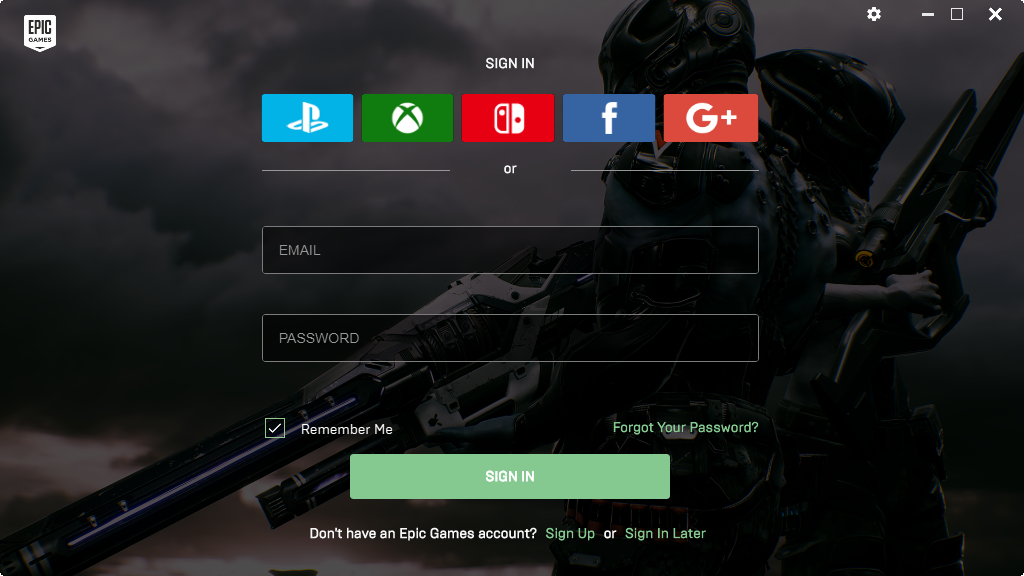 EPIC
GAMES
SIGN IN
G+
or
EMAIL
PASSWORD
Remember Me
Forgot Your Password?
SIGN IN
Don't have an Epic Games account? Sign Up or Sign In Later